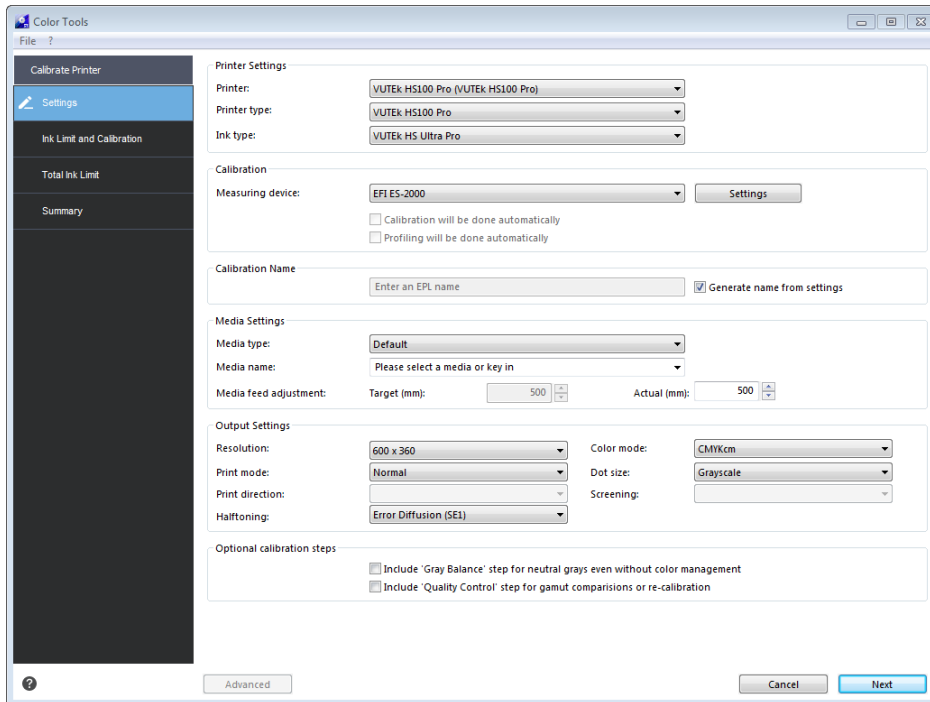 Color Tools
File ?
Calibrate Printer
Settings
Ink Limit and Calibration
Total Ink Limit
Summary
Printer Settings
Printer: VUTEk HS100 Pro (VUTEk HS100 Pro)
Printer type: VUTEk HS100 Pro
Ink type: VUTEk HS Ultra Pro
Calibration
Measuring device: EFI ES-2000 Settings
Calibration will be done automatically
Profiling will be done automatically
Calibration Name
Enter an EPL name Generate name from settings
Media Settings
Media type: Default
Media name: Please select a media or key in
Media feed adjustment: Target (mm): 500 Actual (mm): 500
Output Settings
Resolution: 600 x 360 Color mode: CMYKcm
Print mode: Normal Dot size: Grayscale
Print direction: Screening:
Halftoning: Error Diffusion (SE1)
Optional calibration steps
Include 'Gray Balance' step for neutral grays even without color management
Include 'Quality Control' step for gamut comparisions or re-calibration
? Advanced Cancel Next